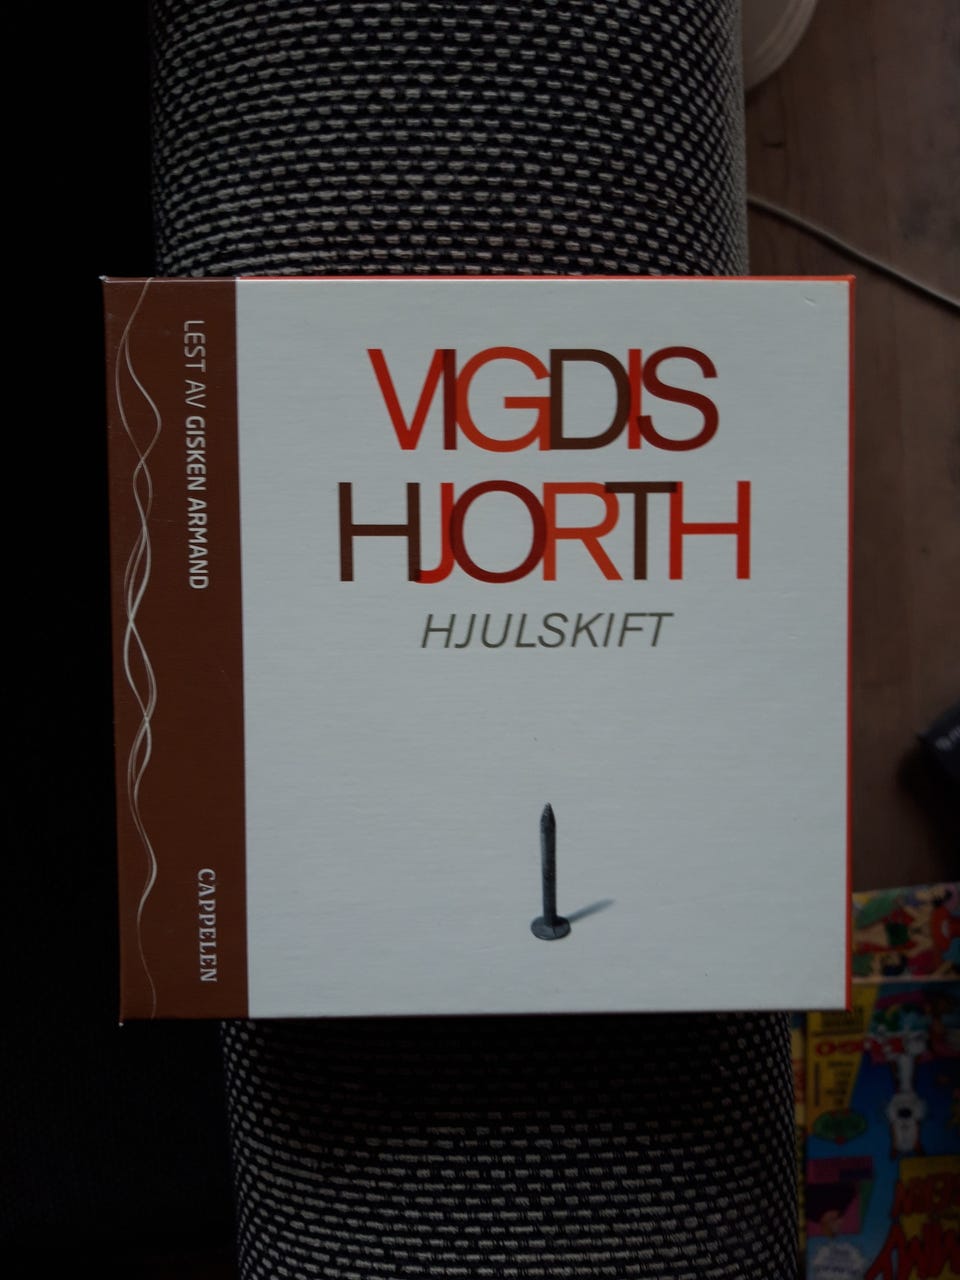 VIGDIS
HJORTH
HJULSKIFT
LEST AV GISKEN ARMAND
CAPPELEN